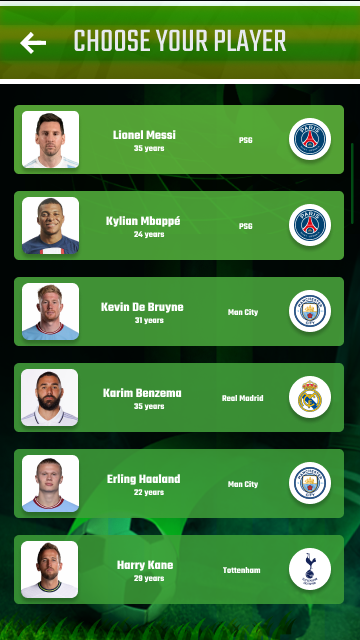 CHOOSE YOUR PLAYER
Lionel Messi
35 years
PSG
PARIS
Kylian Mbappé
24 years
PSG
PARIS
Kevin De Bruyne
31 years
Man City
MANCHESTER
CITY
Karim Benzema
35 years
Real Madrid
Erling Haaland
22 years
Man City
MANCHESTER
CITY
Harry Kane
29 years
Tottenham